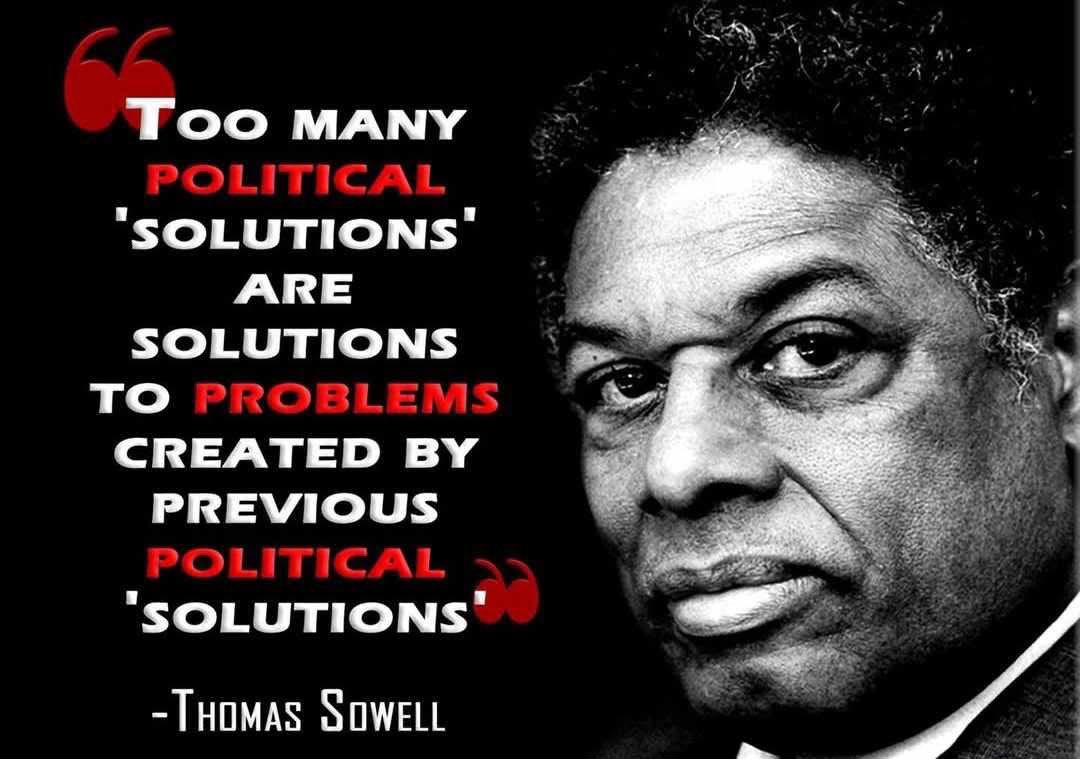 “Too many
political
'solutions'
are
solutions
to problems
created by
previous
political
'solutions'”
-Thomas Sowell